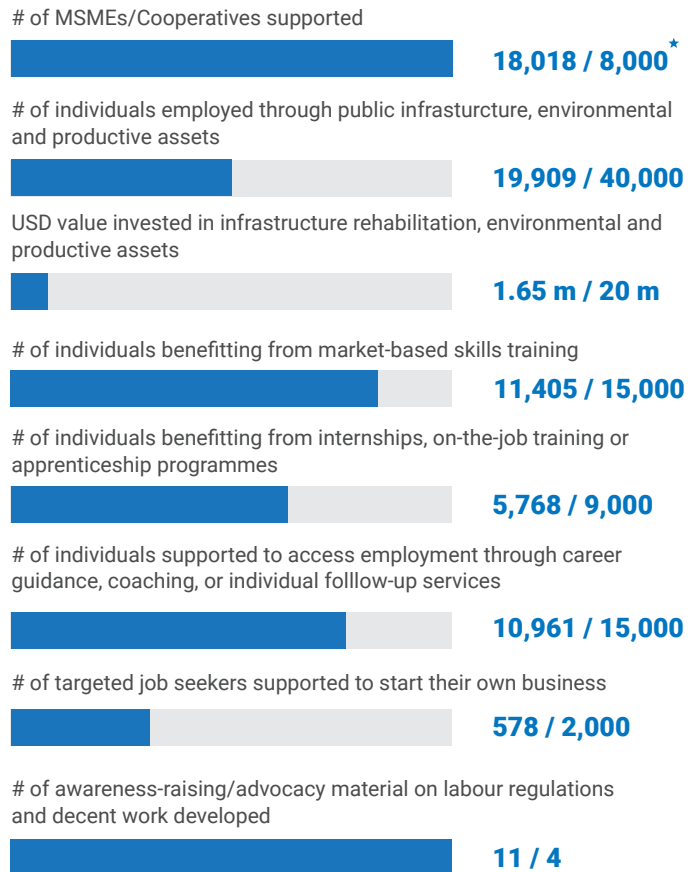 # of MSMEs/Cooperatives supported
18,018 / 8,000★
# of individuals employed through public infrasturcture, environmental
and productive assets
19,909 / 40,000
USD value invested in infrastructure rehabilitation, environmental and
productive assets
1.65 m / 20 m
# of individuals benefitting from market-based skills training
11,405 / 15,000
# of individuals benefitting from internships, on-the-job training or
apprenticeship programmes
5,768 / 9,000
# of individuals supported to access employment through career
guidance, coaching, or individual folllow-up services
10,961 / 15,000
# of targeted job seekers supported to start their own business
578 / 2,000
# of awareness-raising/advocacy material on labour regulations
and decent work developed
11 / 4